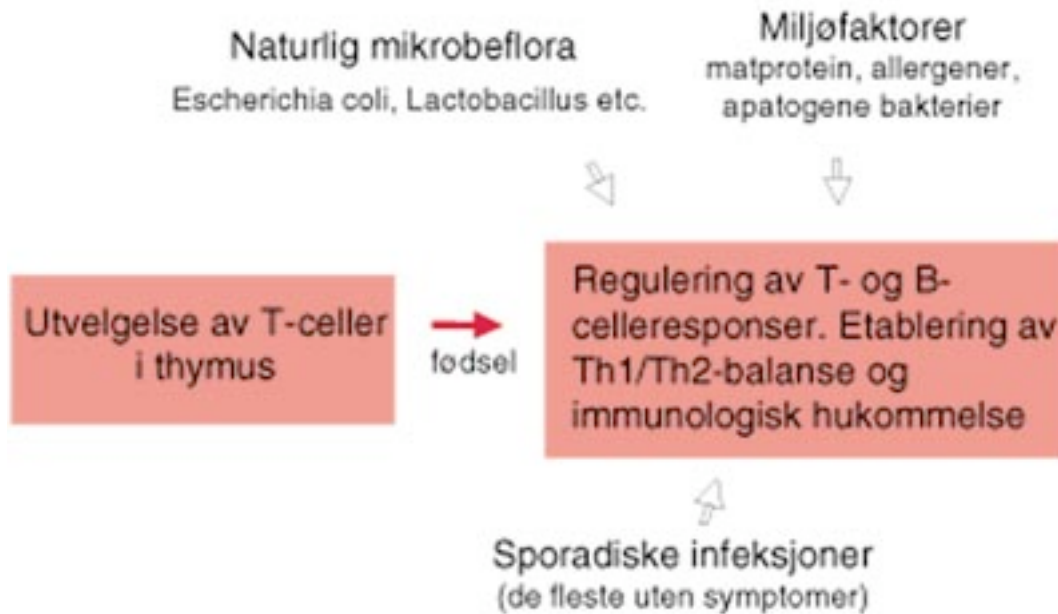 Naturlig mikrobeflora
Escherichia coli, Lactobacillus etc.
Miljøfaktorer
matprotein, allergener,
apatogene bakterier
Utvelgelse av T-celler
i thymus
fødsel
Regulering av T- og B-
celleresponser. Etablering av
Th1/Th2-balanse og
immunologisk hukommelse
Sporadiske infeksjoner
(de fleste uten symptomer)